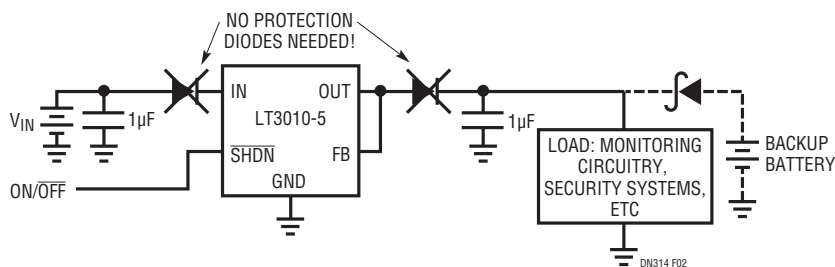 NO PROTECTION
DIODES NEEDED!
IN
OUT
VIN
1µF
LT3010-5
1µF
SHDN
FB
GND
ON/OFF
LOAD: MONITORING
CIRCUITRY,
SECURITY SYSTEMS,
ETC
BACKUP
BATTERY
DN314 F02